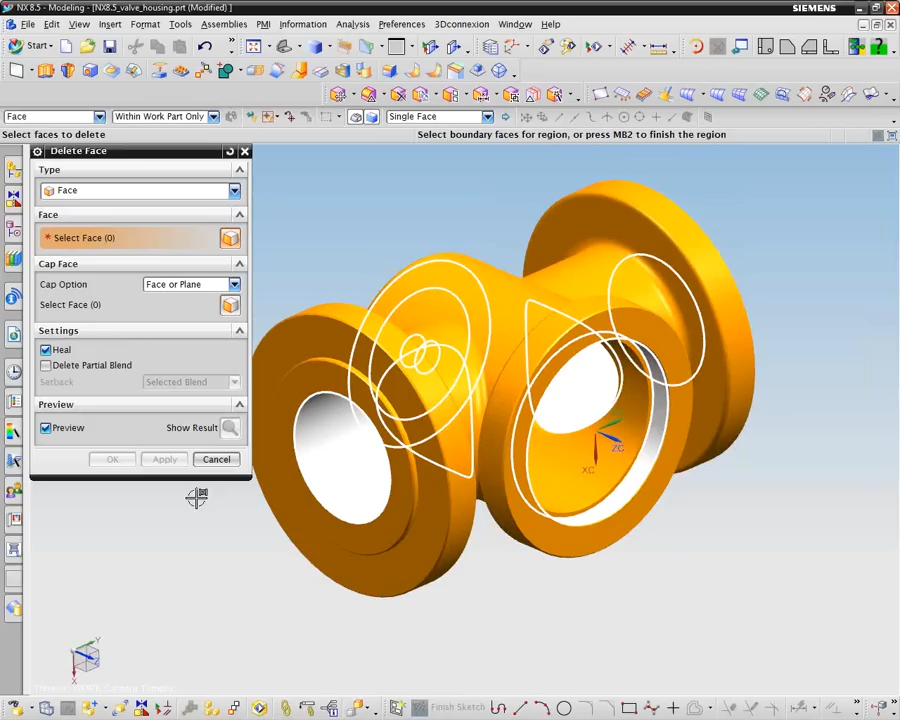 NX 8.5 - Modeling - [NX8.5_valve_housing.prt (Modified) ]
SIEMENS
File Edit View Insert Format Tools Assemblies PMI Information Analysis Preferences 3Dconnexion Window Help
Start
Face
Within Work Part Only
Single Face
Select faces to delete
Select boundary faces for region, or press MB2 to finish the region
Delete Face
Type
Face
Face
* Select Face (0)
Cap Face
Cap Option
Face or Plane
Select Face (0)
Settings
Heal
Delete Partial Blend
Setback
Selected Blend
Preview
Preview
Show Result
OK
Apply
Cancel
XC
ZC
Y
X
Finish Sketch